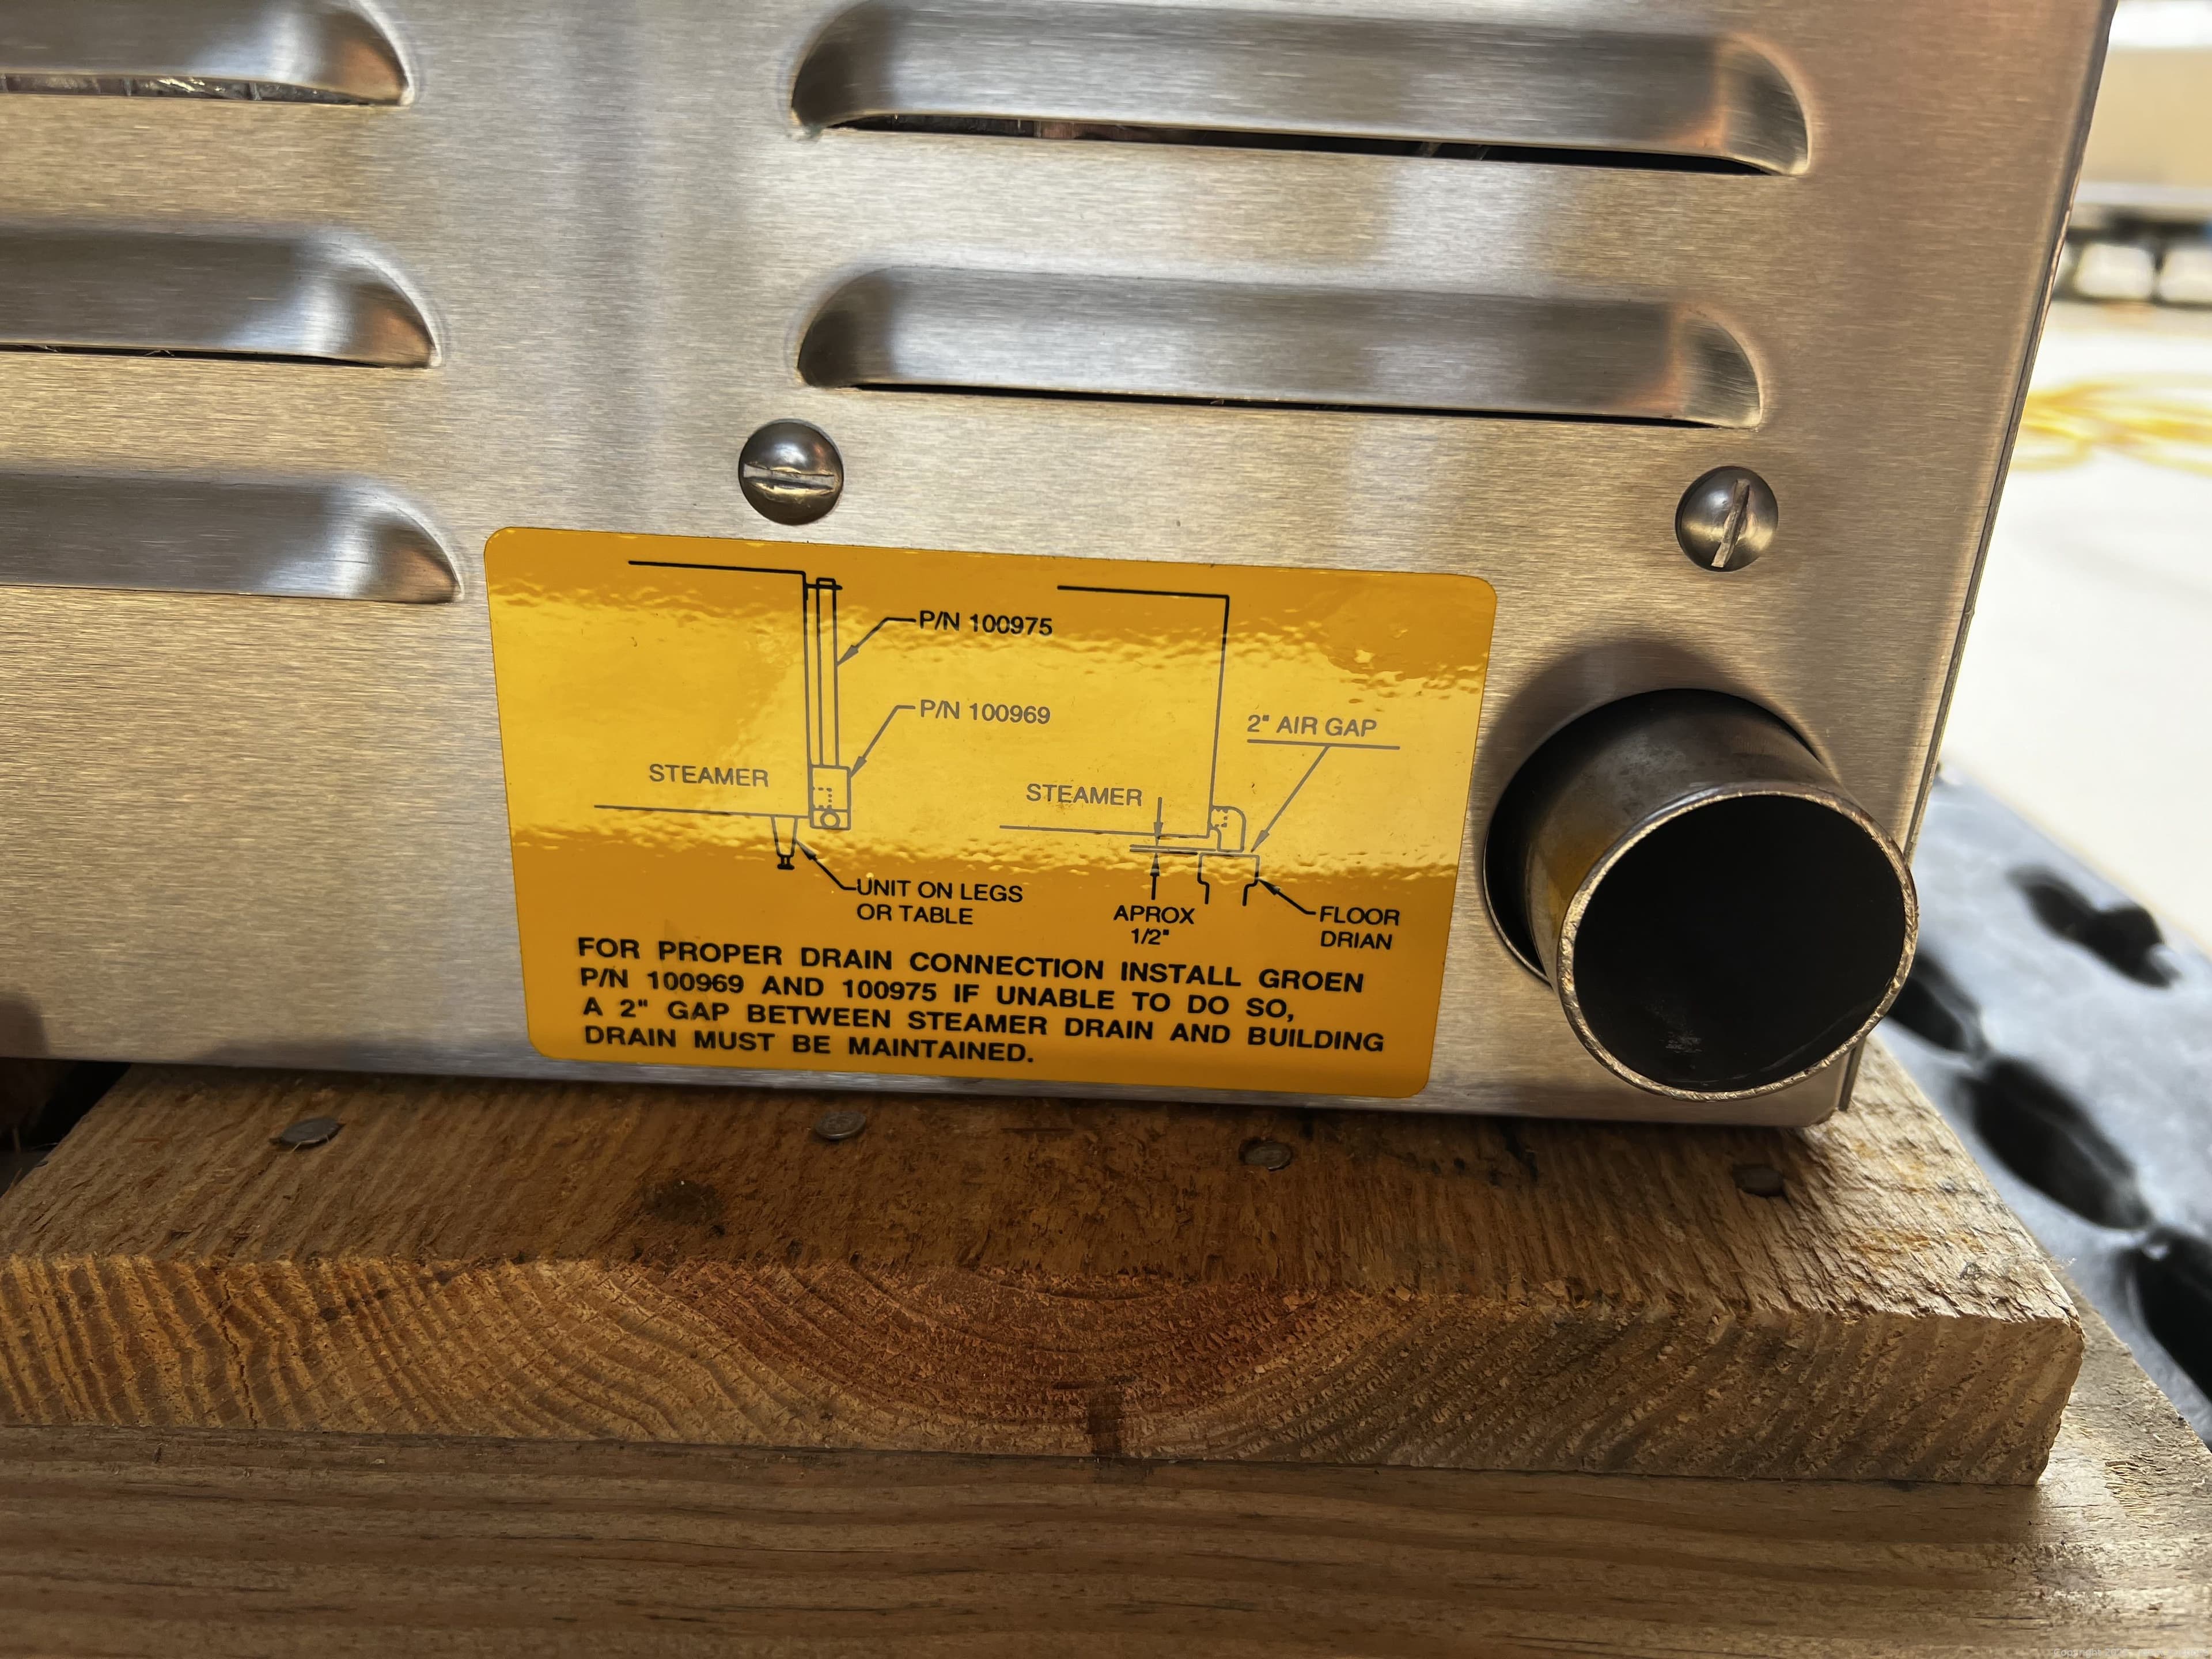 P/N 100975
P/N 100969
STEAMER
UNIT ON LEGS
OR TABLE
2" AIR GAP
STEAMER
APROX
1/2"
FLOOR
DRIAN
FOR PROPER DRAIN CONNECTION INSTALL GROEN
P/N 100969 AND 100975 IF UNABLE TO DO SO,
A 2" GAP BETWEEN STEAMER DRAIN AND BUILDING
DRAIN MUST BE MAINTAINED.